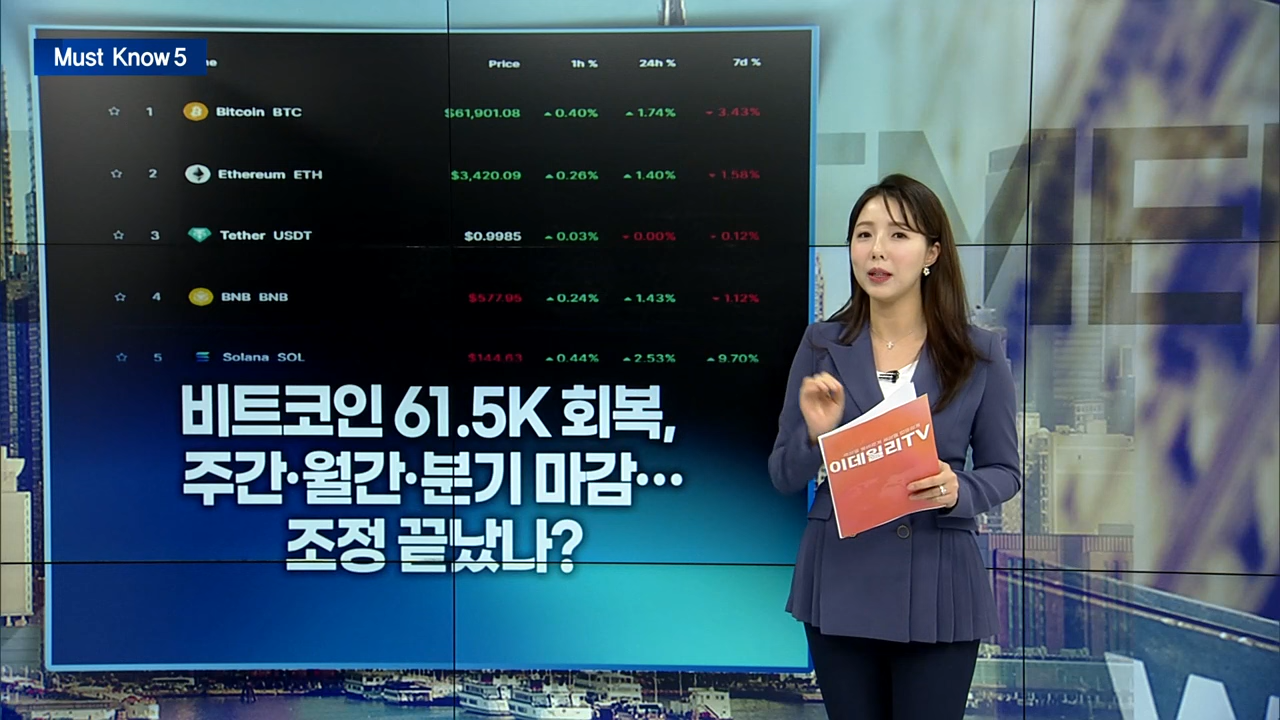 Must Know 5
me Price 1h % 24h % 7d %
1 Bitcoin BTC $61,901.08 0.40% 1.74% 3.43%
2 Ethereum ETH $3,420.09 0.26% 1.40% 1.58%
3 Tether USDT $0.9985 0.03% 0.00% 0.12%
4 BNB BNB $577.95 0.24% 1.43% 1.12%
5 Solana SOL $144.63 0.44% 2.53% 9.70%
비트코인 61.5K 회복,
주간·월간·분기 마감…
조정 끝났나?
이데일리TV